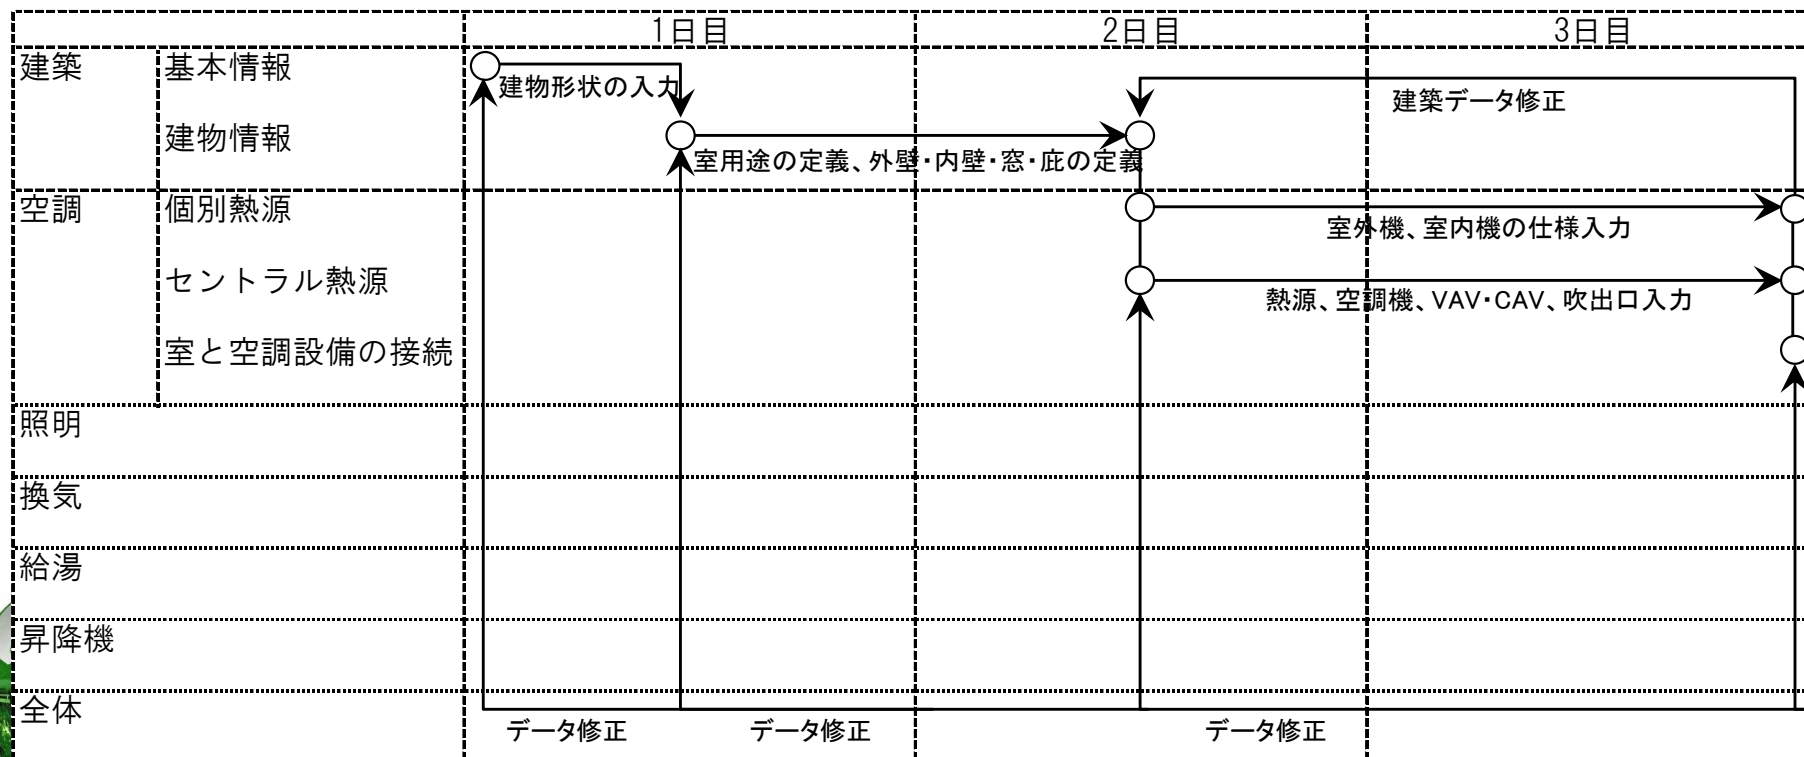 1日目
2日目
3日目
建築
基本情報
建物形状の入力
建築データ修正
建物情報
室用途の定義、外壁・内壁・窓・庇の定義
空調
個別熱源
室外機、室内機の仕様入力
セントラル熱源
熱源、空調機、VAV・CAV、吹出口入力
室と空調設備の接続
照明
換気
給湯
昇降機
全体
データ修正
データ修正
データ修正